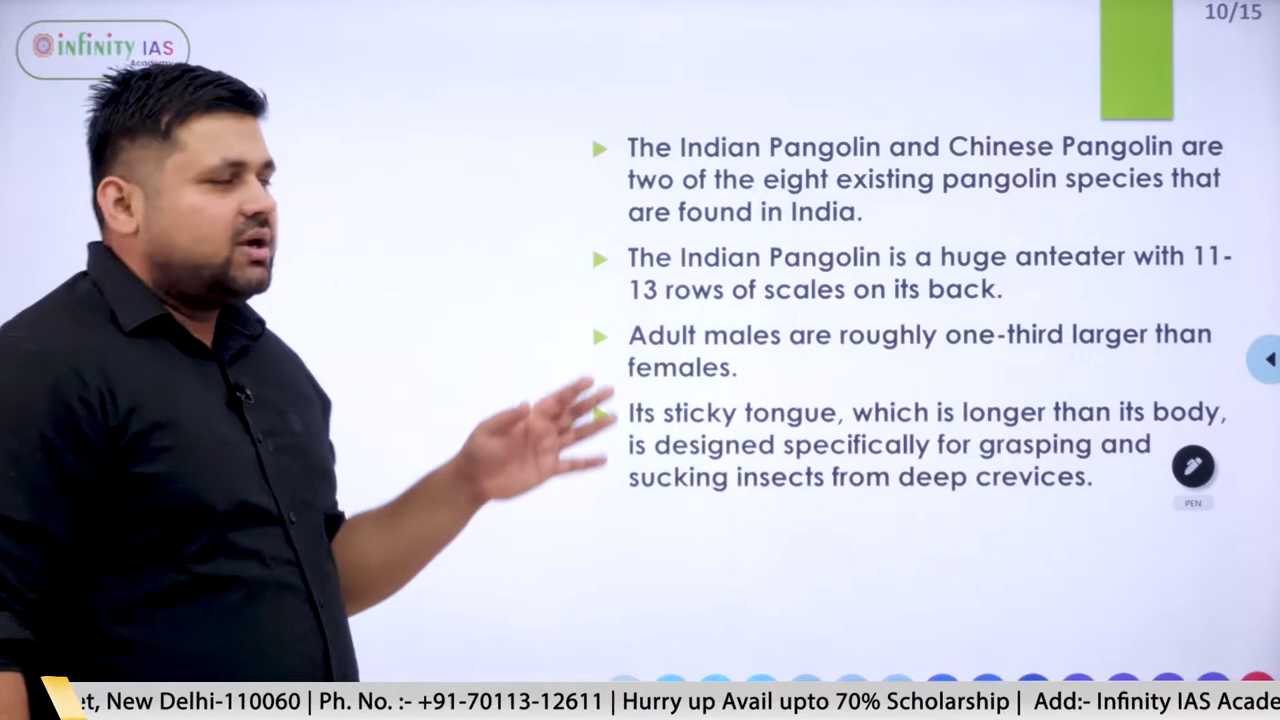 10/15
infinity IAS
Academy
The Indian Pangolin and Chinese Pangolin are
two of the eight existing pangolin species that
are found in India.
The Indian Pangolin is a huge anteater with 11-
13 rows of scales on its back.
Adult males are roughly one-third larger than
females.
Its sticky tongue, which is longer than its body,
is designed specifically for grasping and
sucking insects from deep crevices.
PEN
et, New Delhi-110060 | Ph. No. :- +91-70113-12611 | Hurry up Avail upto 70% Scholarship | Add:- Infinity IAS Acade